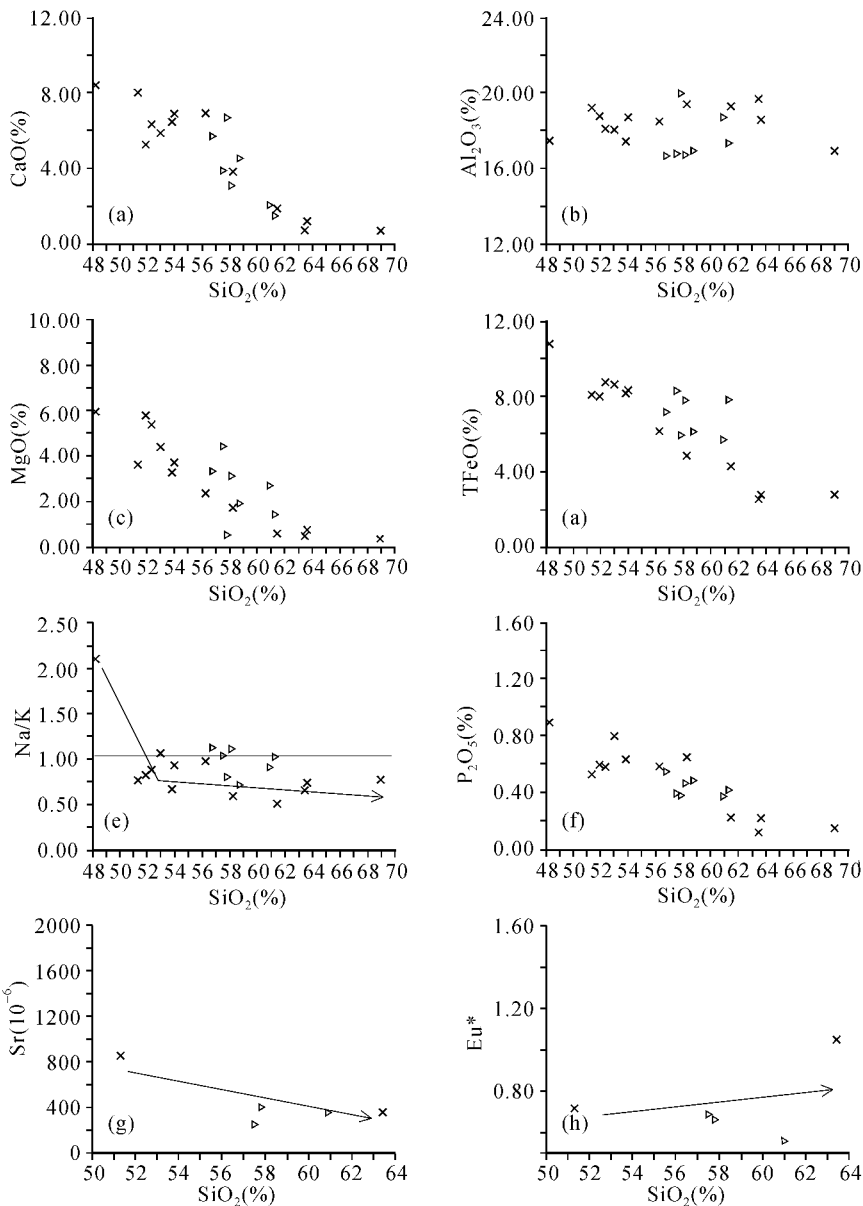 12.00
8.00
4.00
0.00
CaO(%)
(a)
48 50 52 54 56 58 60 62 64 66 68 70
SiO₂(%)
24.00
20.00
16.00
12.00
Al₂O₃(%)
(b)
48 50 52 54 56 58 60 62 64 66 68 70
SiO₂(%)
10.00
8.00
6.00
4.00
2.00
0.00
MgO(%)
(c)
48 50 52 54 56 58 60 62 64 66 68 70
SiO₂(%)
12.00
8.00
4.00
0.00
TFeO(%)
(a)
48 50 52 54 56 58 60 62 64 66 68 70
SiO₂(%)
2.50
2.00
1.50
1.00
0.50
0.00
Na/K
(e)
48 50 52 54 56 58 60 62 64 66 68 70
SiO₂(%)
1.60
1.20
0.80
0.40
0.00
P₂O₅(%)
(f)
48 50 52 54 56 58 60 62 64 66 68 70
SiO₂(%)
2000
1600
1200
800
400
0
Sr(10⁻⁶)
(g)
50 52 54 56 58 60 62 64
SiO₂(%)
1.60
1.20
0.80
Eu*
(h)
50 52 54 56 58 60 62 64
SiO₂(%)